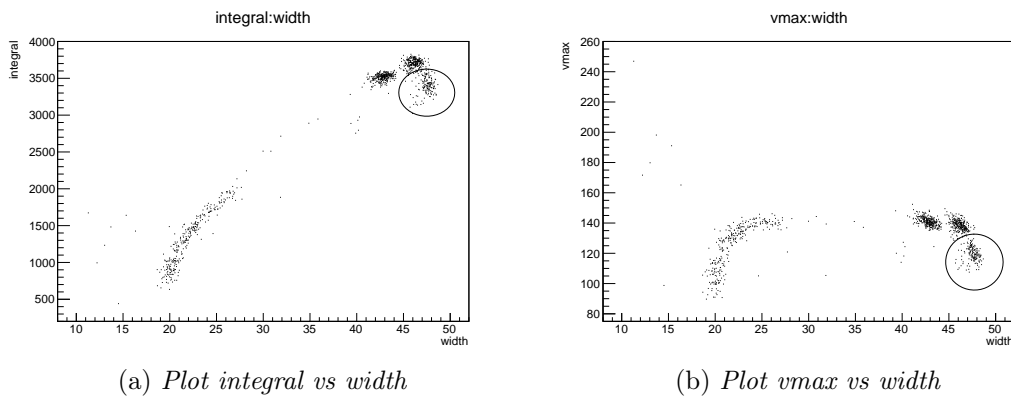 integral:width
integral
4000
3500
3000
2500
2000
1500
1000
500
10 15 20 25 30 35 40 45 50
width
(a) Plot integral vs width
vmax:width
vmax
260
240
220
200
180
160
140
120
100
80
10 15 20 25 30 35 40 45 50
width
(b) Plot vmax vs width